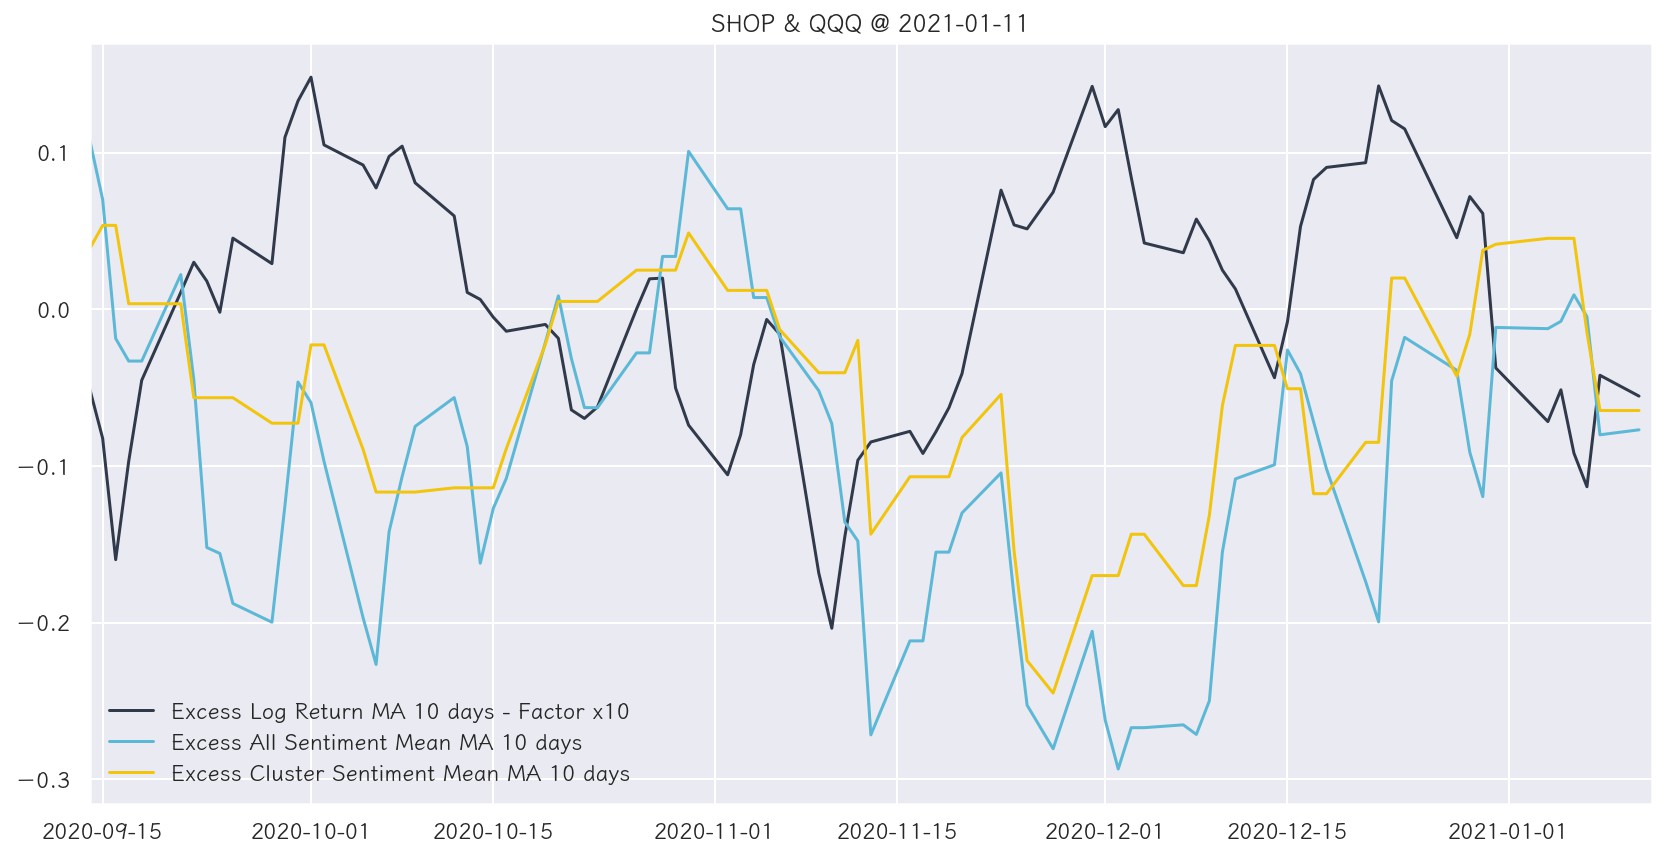 SHOP & QQQ @ 2021-01-11
0.1
0.0
−0.1
−0.2
−0.3
Excess Log Return MA 10 days - Factor x10
Excess All Sentiment Mean MA 10 days
Excess Cluster Sentiment Mean MA 10 days
2020-09-15 2020-10-01 2020-10-15 2020-11-01 2020-11-15 2020-12-01 2020-12-15 2021-01-01